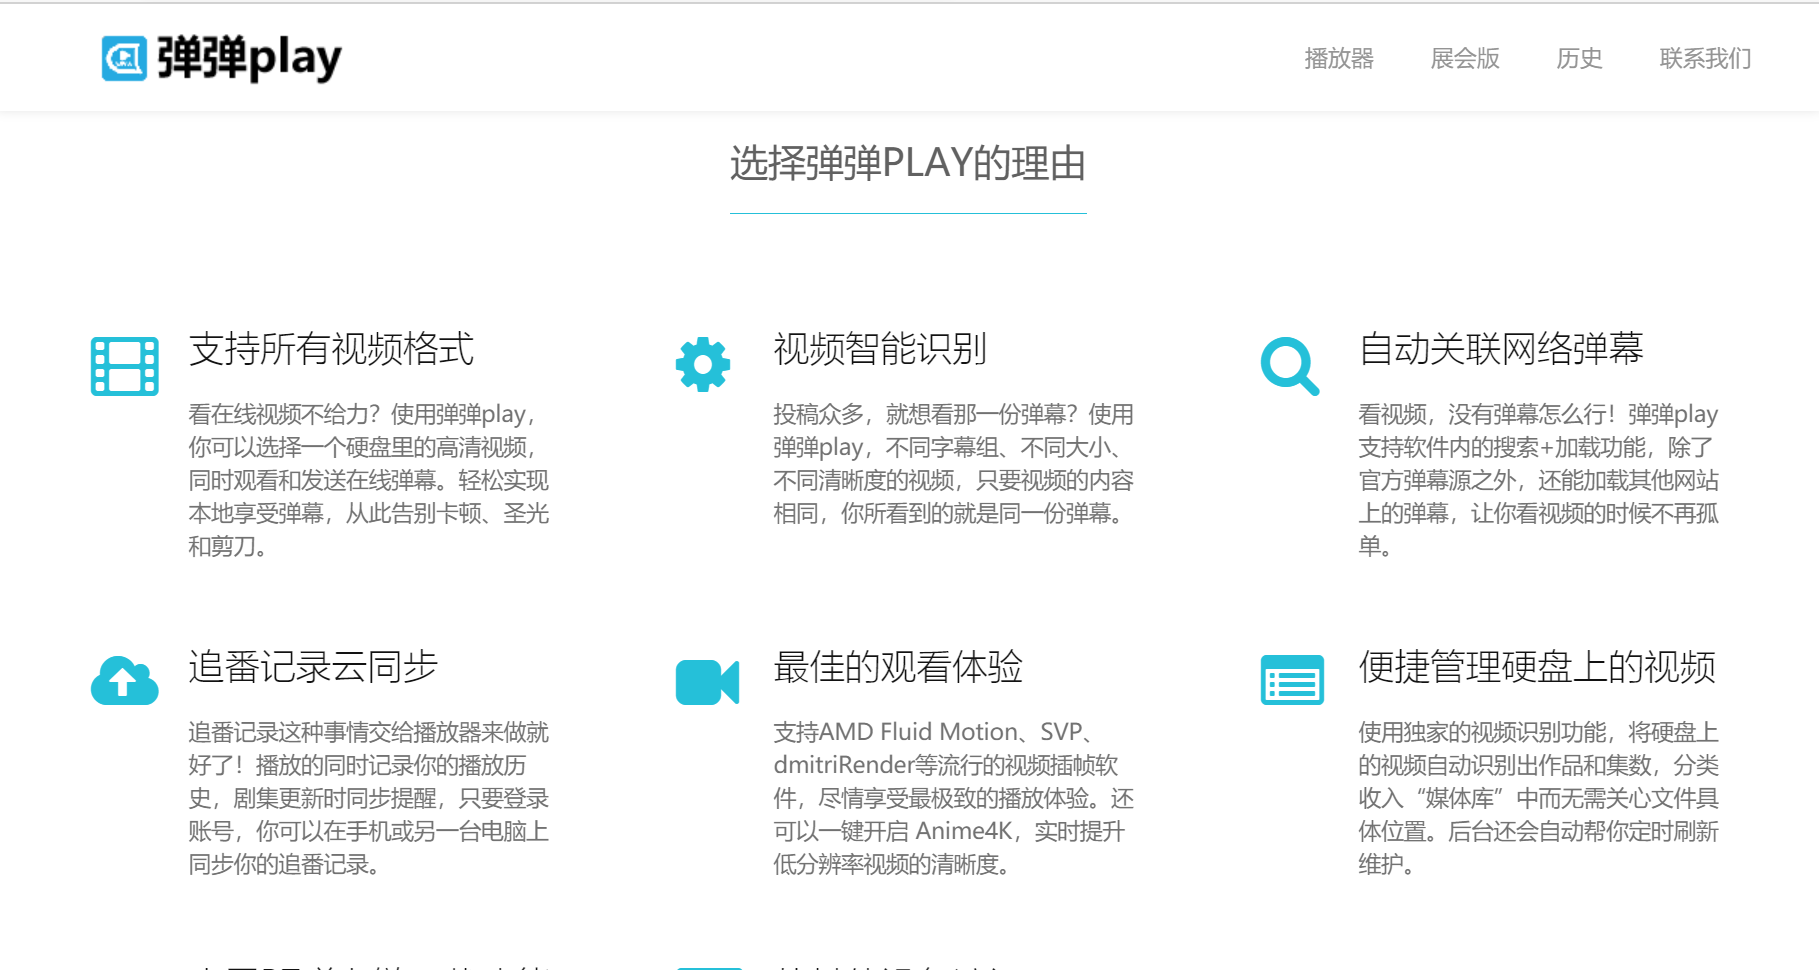 弹弹play
播放器
展会版
历史
联系我们
选择弹弹PLAY的理由
支持所有视频格式
看在线视频不给力？使用弹弹play，
你可以选择一个硬盘里的高清视频，
同时观看和发送在线弹幕。轻松实现
本地享受弹幕，从此告别卡顿、圣光
和剪刀。
视频智能识别
投稿众多，就想看那一份弹幕？使用
弹弹play，不同字幕组、不同大小、
不同清晰度的视频，只要视频的内容
相同，你所看到的就是同一份弹幕。
自动关联网络弹幕
看视频，没有弹幕怎么行！弹弹play
支持软件内的搜索+加载功能，除了
官方弹幕源之外，还能加载其他网站
上的弹幕，让你看视频的时候不再孤
单。
追番记录云同步
追番记录这种事情交给播放器来做就
好了！播放的同时记录你的播放历
史，剧集更新时同步提醒，只要登录
账号，你可以在手机或另一台电脑上
同步你的追番记录。
最佳的观看体验
支持AMD Fluid Motion、SVP、
dmitriRender等流行的视频插帧软
件，尽情享受最极致的播放体验。还
可以一键开启 Anime4K，实时提升
低分辨率视频的清晰度。
便捷管理硬盘上的视频
使用独家的视频识别功能，将硬盘上
的视频自动识别出作品和集数，分类
收入“媒体库”中而无需关心文件具
体位置。后台还会自动帮你定时刷新
维护。